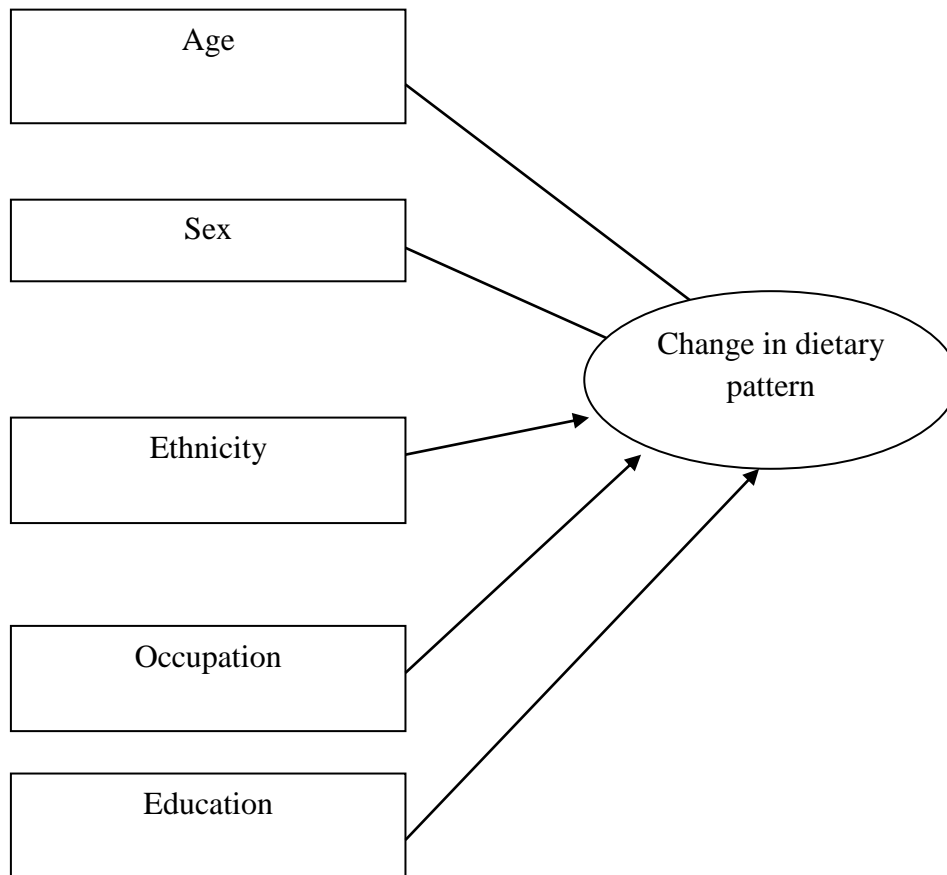 Age
Sex
Change in dietary
pattern
Ethnicity
Occupation
Education